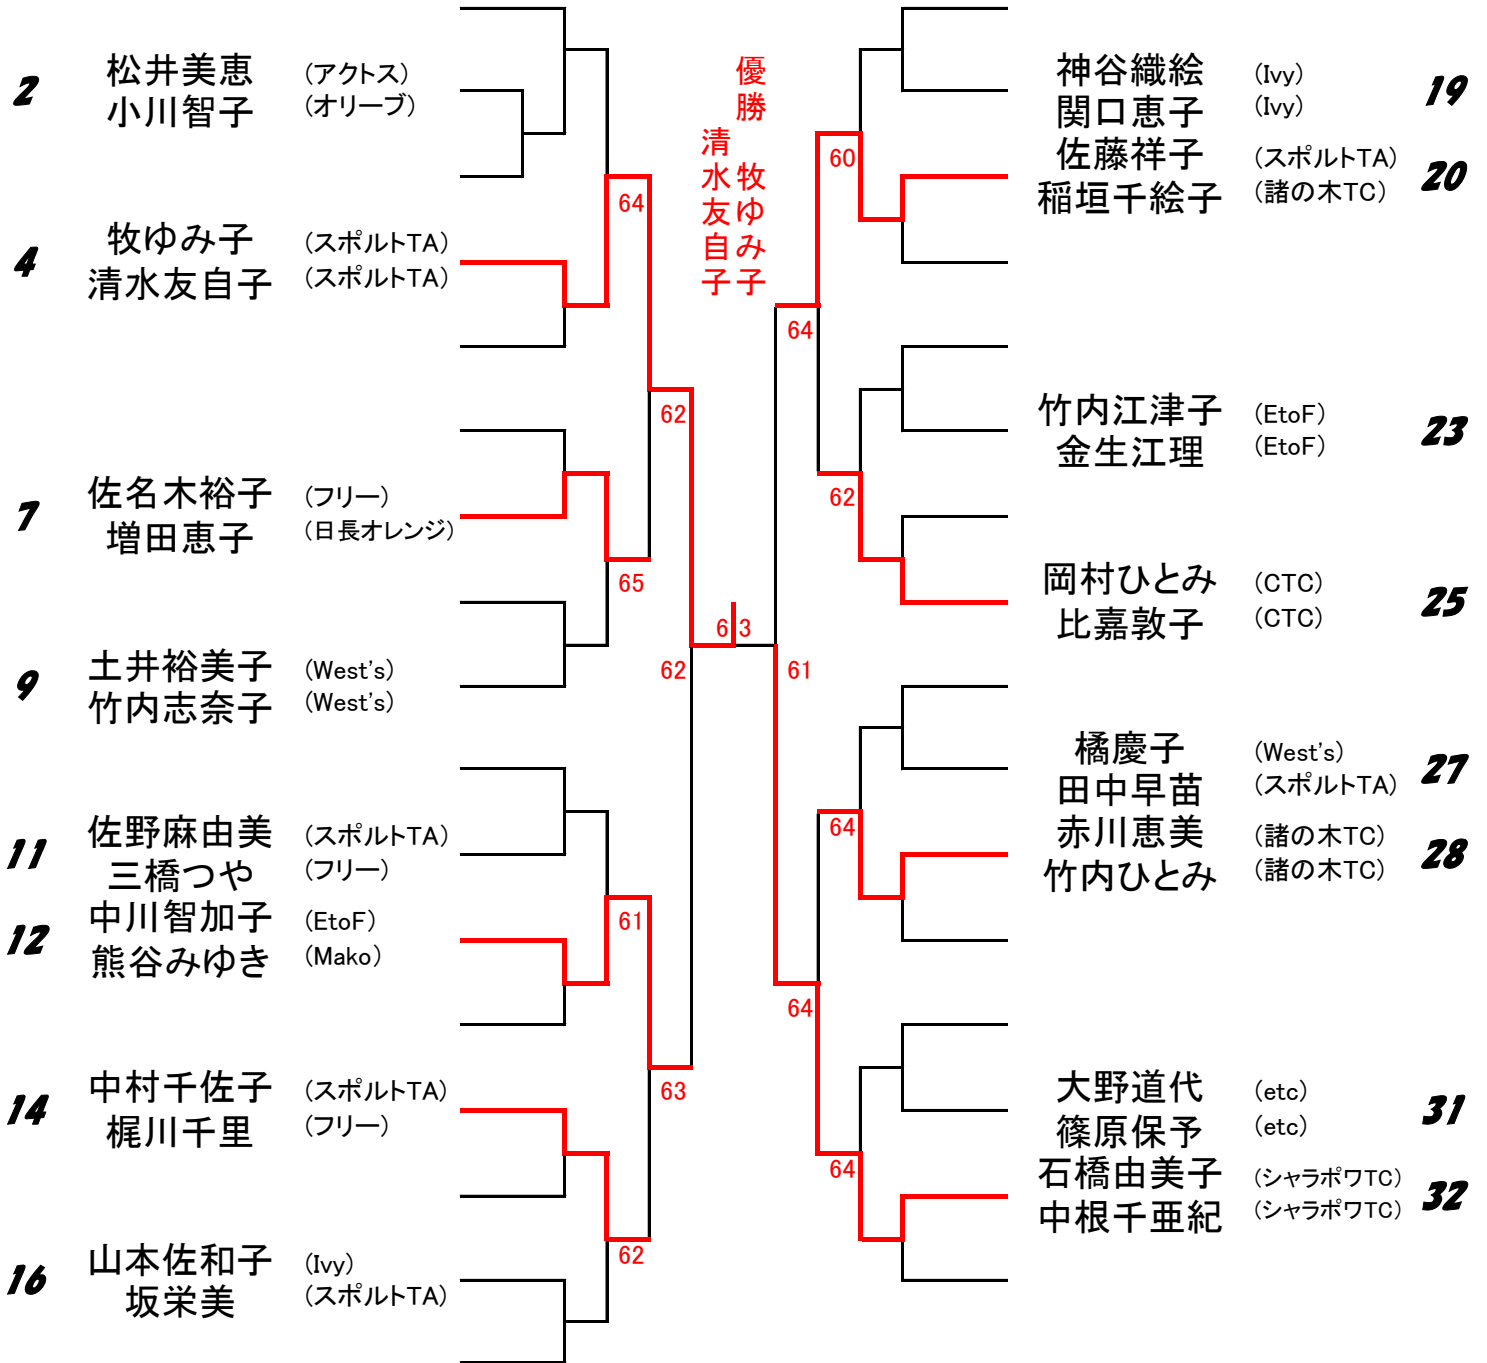 2 松井美恵 (アクトス)
小川智子 (オリーブ)
4 牧ゆみ子 (スポルトTA)
清水友自子 (スポルトTA)
7 佐名木裕子 (フリー)
増田恵子 (日長オレンジ)
9 土井裕美子 (West's)
竹内志奈子 (West's)
11 佐野麻由美 (スポルトTA)
三橋つや (フリー)
12 中川智加子 (EtoF)
熊谷みゆき (Mako)
14 中村千佐子 (スポルトTA)
梶川千里 (フリー)
16 山本佐和子 (Ivy)
坂栄美 (スポルトTA)
64
62
65
62
61
63
62
優勝 牧ゆみ子
清水友自子
6 3
60
64
62
61
64
64
64
神谷織絵 (Ivy) 19
関口恵子 (Ivy)
佐藤祥子 (スポルトTA) 20
稲垣千絵子 (諸の木TC)
竹内江津子 (EtoF) 23
金生江理 (EtoF)
岡村ひとみ (CTC) 25
比嘉敦子 (CTC)
橘慶子 (West's) 27
田中早苗 (スポルトTA)
赤川恵美 (諸の木TC) 28
竹内ひとみ (諸の木TC)
大野道代 (etc) 31
篠原保予 (etc)
石橋由美子 (シャラポワTC) 32
中根千亜紀 (シャラポワTC)